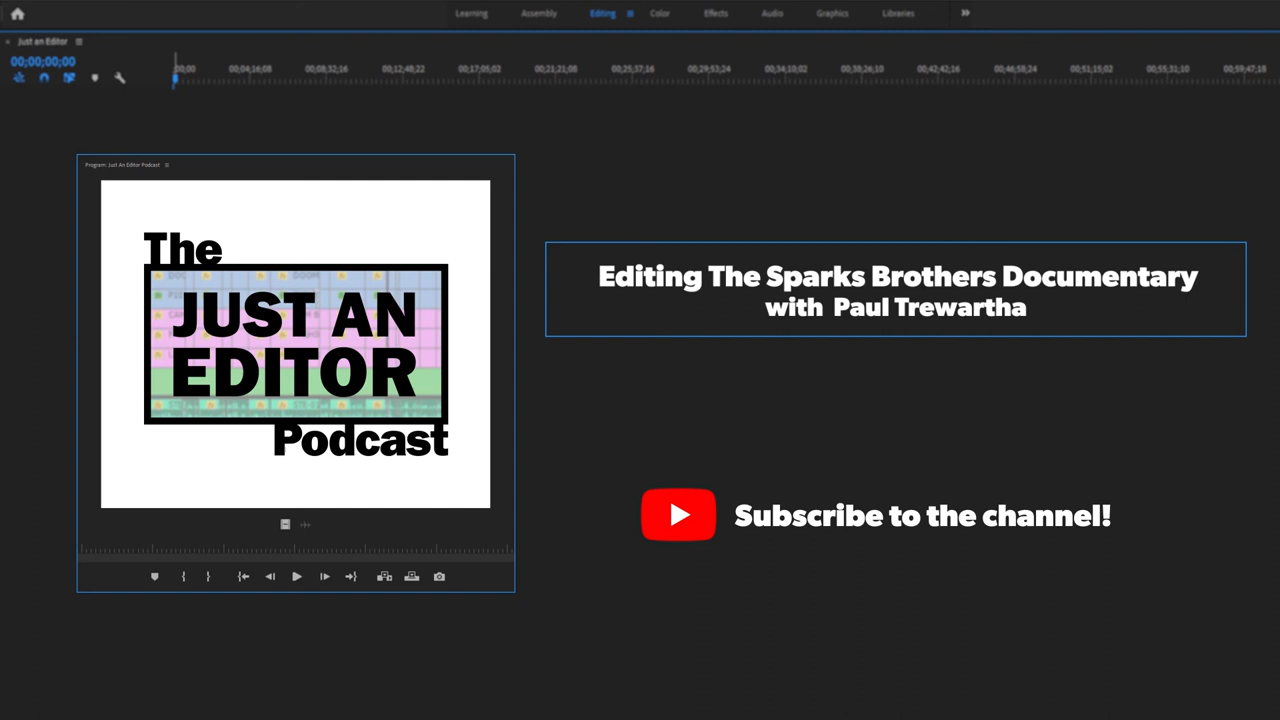 Learning Assembly Editing Color Effects Audio Graphics Libraries
Just an Editor
00;00;00;00
00;00 00;04;16;08 00;08;32;16 00;12;48;22 00;17;05;02 00;21;21;08 00;25;37;16 00;29;53;24 00;34;10;02 00;38;26;10 00;42;42;16 00;46;58;24 00;51;15;02 00;55;31;10 00;59;47;18
Program: Just An Editor Podcast
The
JUST AN
EDITOR
Podcast
Editing The Sparks Brothers Documentary
with Paul Trewartha
Subscribe to the channel!